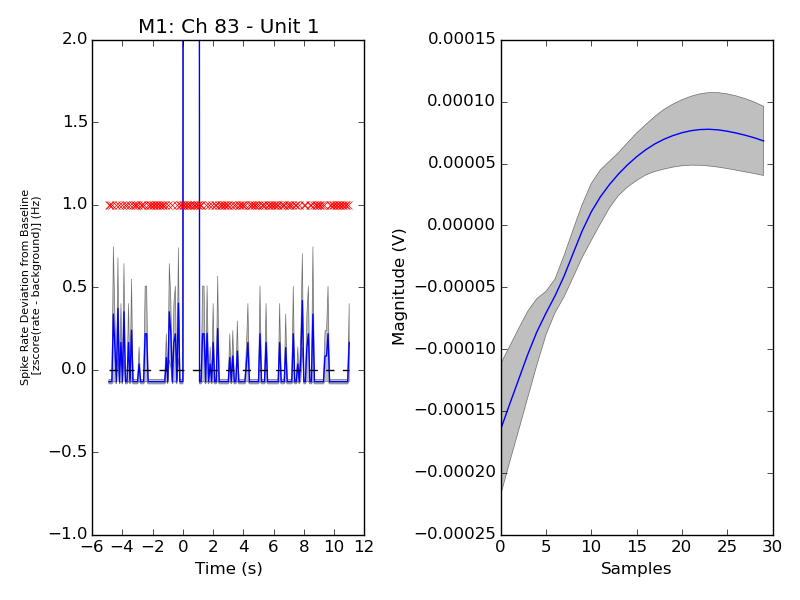 M1: Ch 83 - Unit 1
2.0
1.5
1.0
0.5
0.0
−0.5
−1.0
−6 −4 −2 0 2 4 6 8 10 12
Time (s)
Spike Rate Deviation from Baseline
[zscore(rate - background)] (Hz)
0.00015
0.00010
0.00005
0.00000
−0.00005
−0.00010
−0.00015
−0.00020
−0.00025
0 5 10 15 20 25 30
Samples
Magnitude (V)